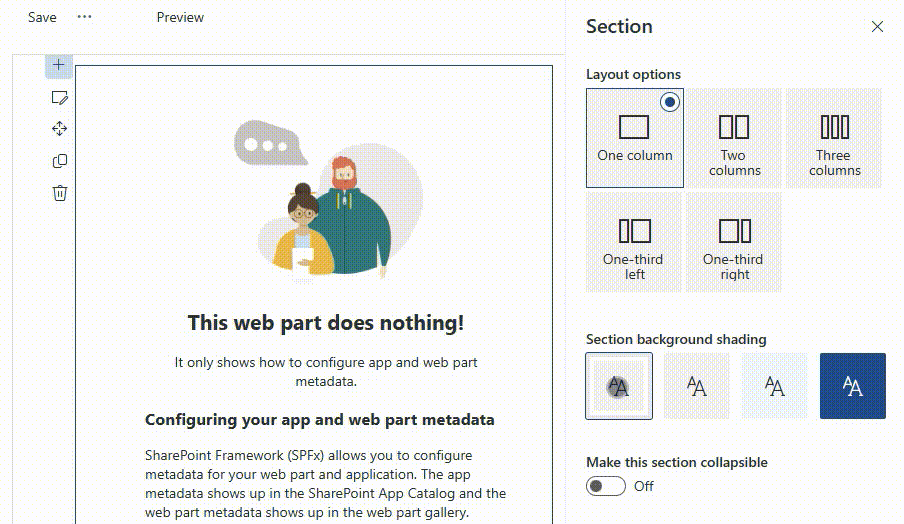 Save ··· Preview
Section
Layout options
One column
Two
columns
Three
columns
One-third
left
One-third
right
This web part does nothing!
It only shows how to configure app and web part
metadata.
Configuring your app and web part metadata
SharePoint Framework (SPFx) allows you to configure
metadata for your web part and application. The app
metadata shows up in the SharePoint App Catalog and the
web part metadata shows up in the web part gallery.
Section background shading
AA
AA
AA
AA
Make this section collapsible
Off